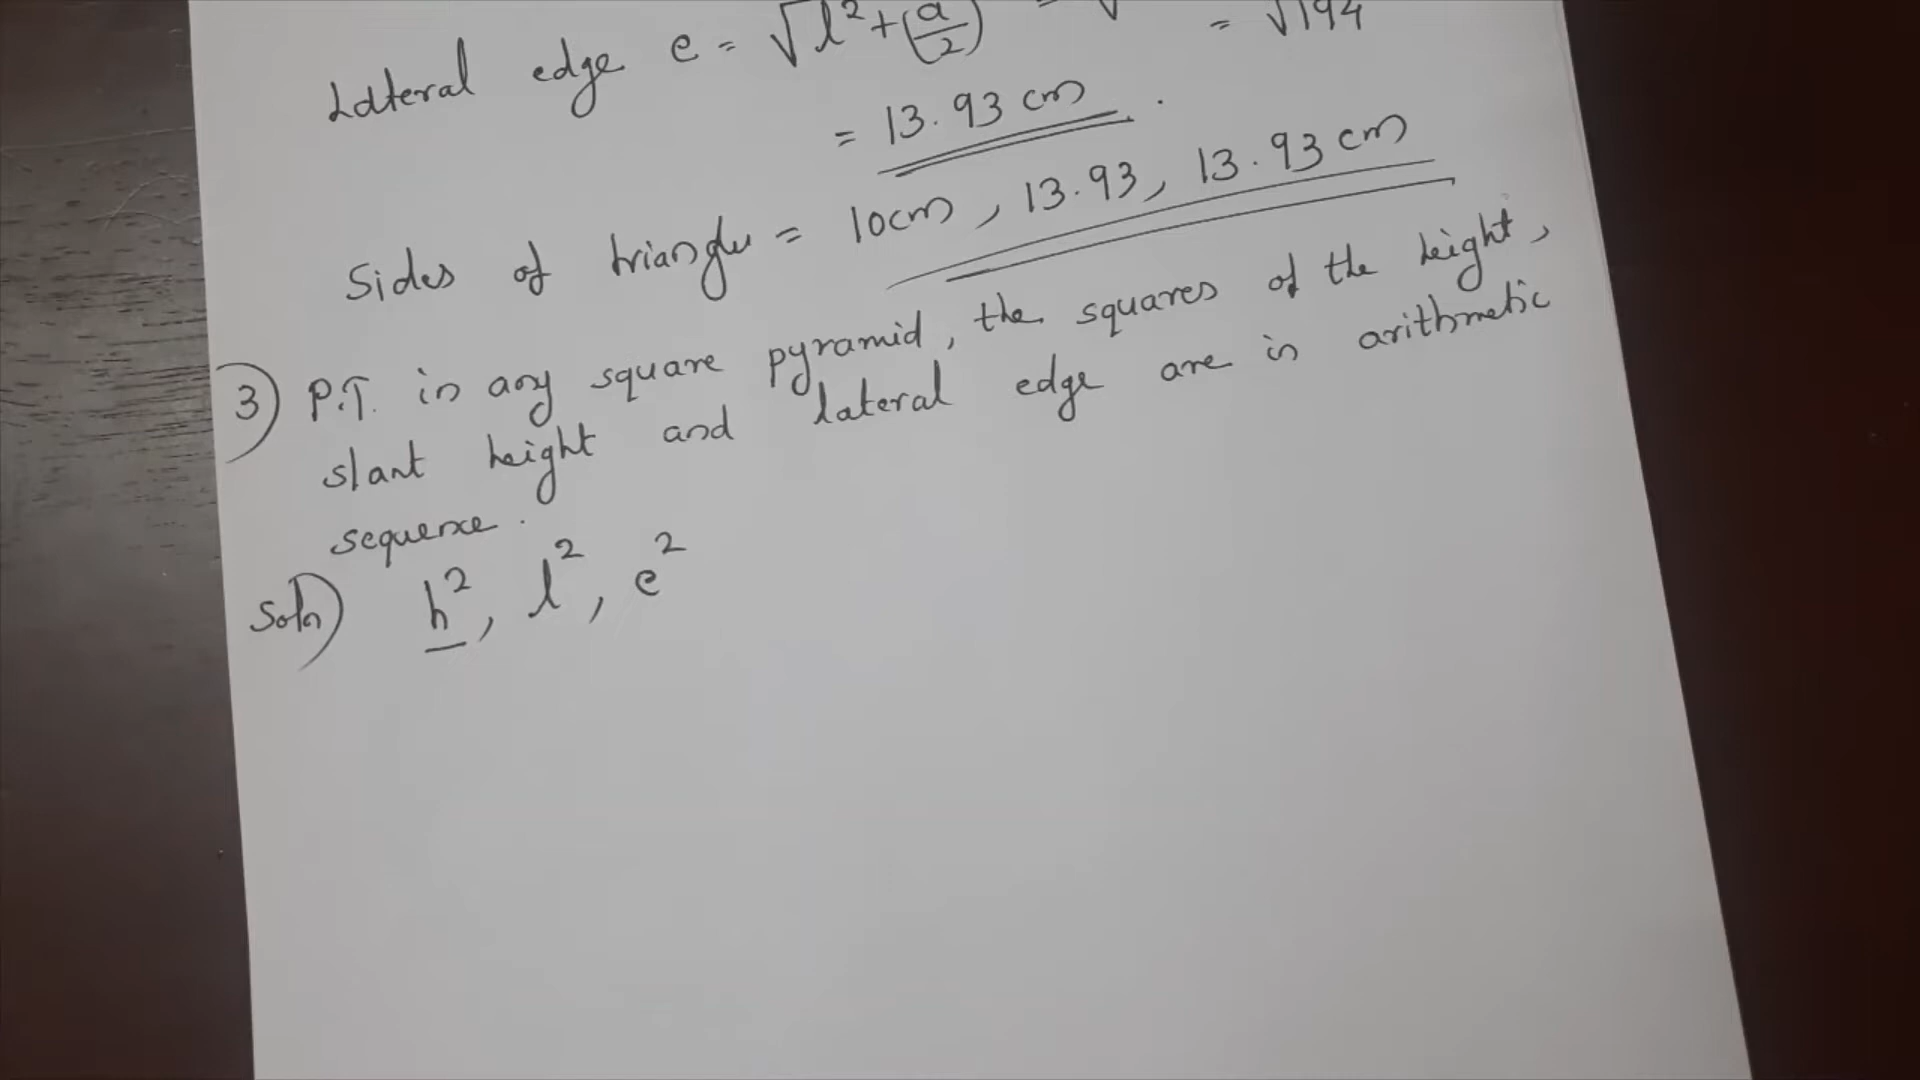 Lateral edge e = √l²+(a/2) = √ = √194
= 13.93 cm.
Sides of triangle = 10cm, 13.93, 13.93 cm
3) P.T. in any square pyramid, the squares of the height,
slant height and lateral edge are in arithmetic
sequence.
Soln) h², l², e²